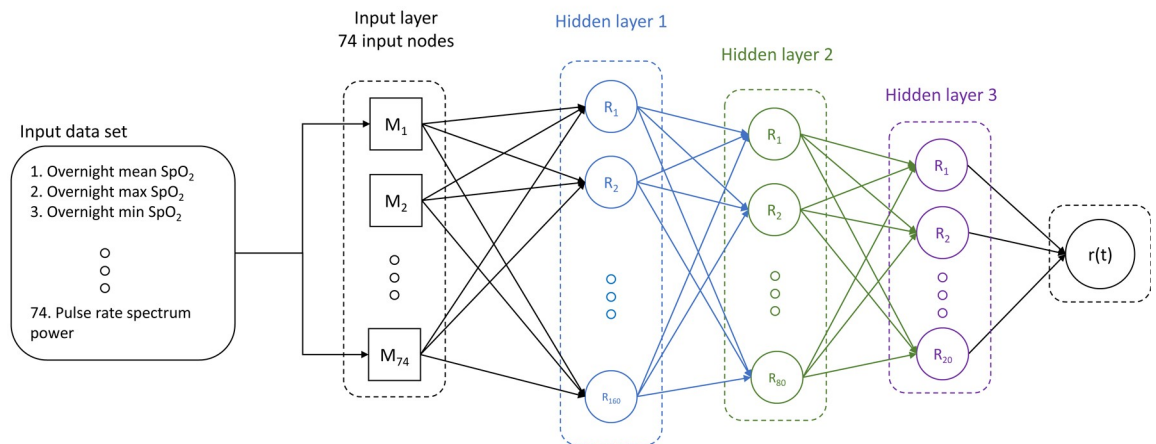 Input layer
74 input nodes
Hidden layer 1
Hidden layer 2
Hidden layer 3
Input data set
1. Overnight mean SpO₂
2. Overnight max SpO₂
3. Overnight min SpO₂
74. Pulse rate spectrum
power
M₁
M₂
M₇₄
R₁
R₂
R₁₆₀
R₁
R₂
R₈₀
R₁
R₂
R₂₀
r(t)